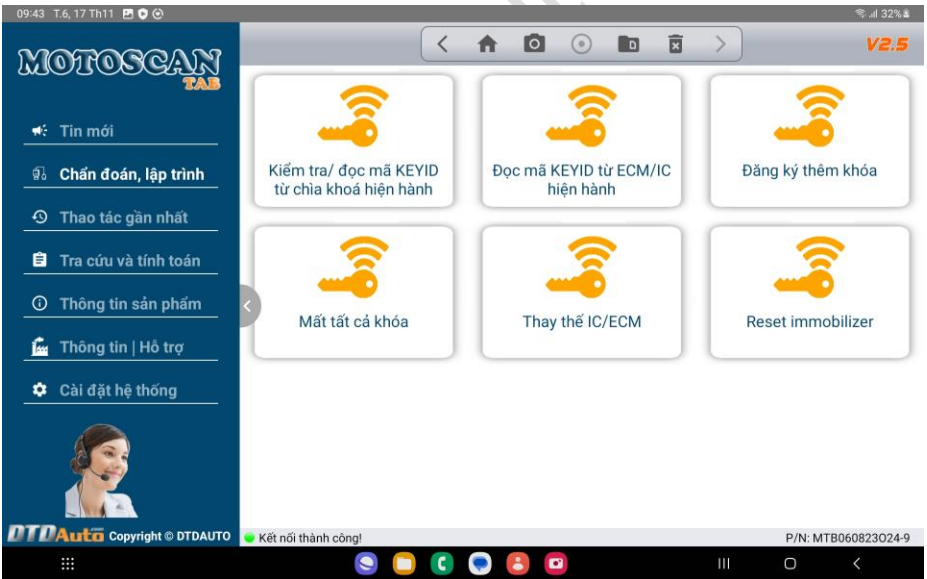 09:43 T.6, 17 Th11
32%
MOTOSCAN
TAB
V2.5
Tin mới
Chẩn đoán, lập trình
Thao tác gần nhất
Tra cứu và tính toán
Thông tin sản phẩm
Thông tin | Hỗ trợ
Cài đặt hệ thống
Kiểm tra/ đọc mã KEYID
từ chìa khoá hiện hành
Đọc mã KEYID từ ECM/IC
hiện hành
Đăng ký thêm khóa
Mất tất cả khóa
Thay thế IC/ECM
Reset immobilizer
DTDAuto Copyright © DTDAUTO
Kết nối thành công!
P/N: MTB060823O24-9